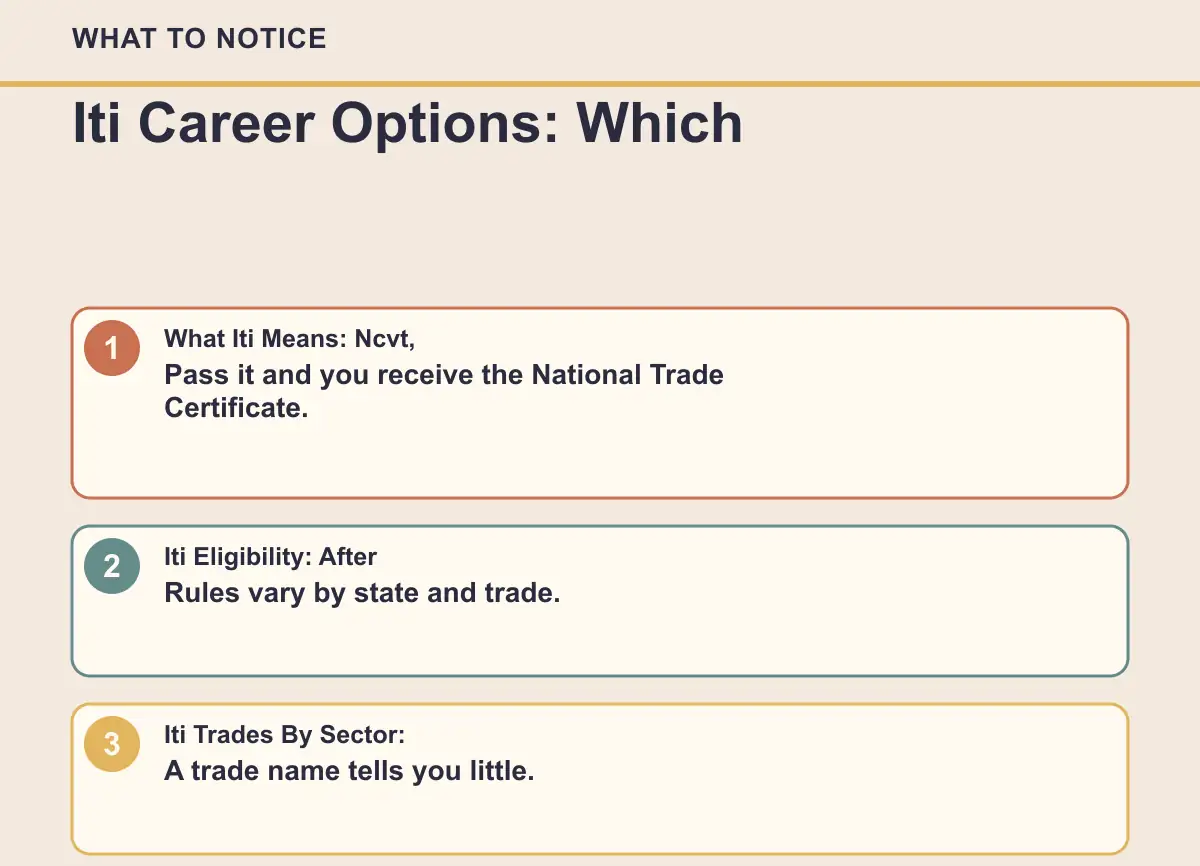 WHAT TO NOTICE
Iti Career Options: Which
1
What Iti Means: Ncvt,
Pass it and you receive the National Trade
Certificate.
2
Iti Eligibility: After
Rules vary by state and trade.
3
Iti Trades By Sector:
A trade name tells you little.